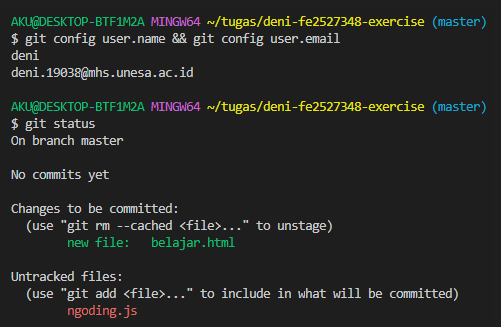 AKU@DESKTOP-BTF1M2A MINGW64 ~/tugas/deni-fe2527348-exercise (master)
$ git config user.name && git config user.email
deni
deni.19038@mhs.unesa.ac.id

AKU@DESKTOP-BTF1M2A MINGW64 ~/tugas/deni-fe2527348-exercise (master)
$ git status
On branch master

No commits yet

Changes to be committed:
  (use "git rm --cached <file>..." to unstage)
        new file:   belajar.html

Untracked files:
  (use "git add <file>..." to include in what will be committed)
        ngoding.js